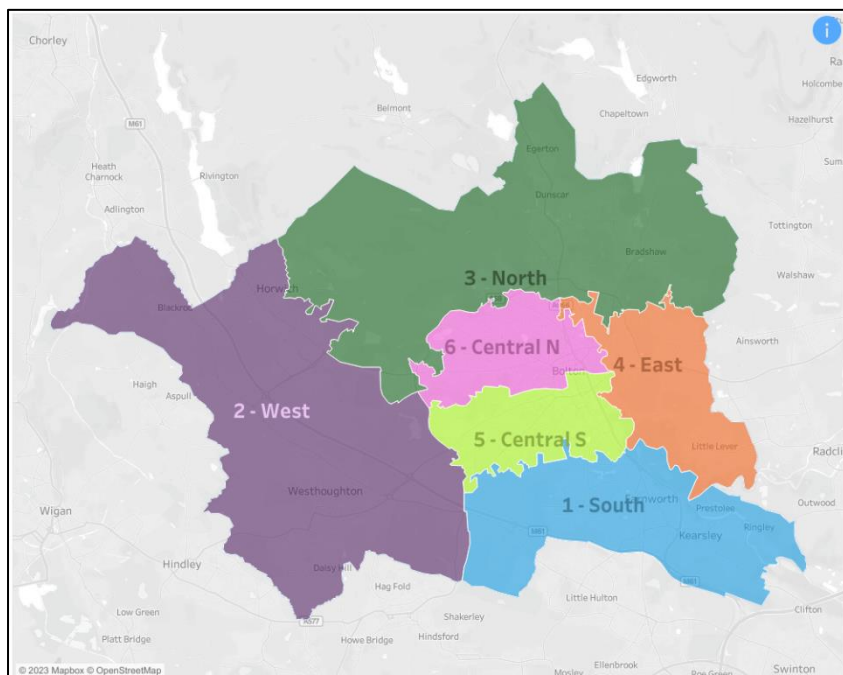 i
Chorley
Edgworth
Belmont
Chapeltown
Holcombe
Hazelhurst
M61
Egerton
Heath
Charnock
Rivington
Dunscar
Adlington
Tottington
Bradshaw
Walshaw
3 - North
Horwich
Blackrod
6 - Central N
Ainsworth
Bolton
4 - East
Haigh
Aspull
2 - West
5 - Central S
Little Lever
Radcli
Westhoughton
Wigan
1 - South
Prestolee
Outwood
Ringley
M61
Kearsley
Hindley
Daisy Hill
Hag Fold
M61
Little Hulton
Low Green
Shakerley
Clifton
A577
Platt Bridge
Howe Bridge
Hindsford
Ellenbrook
Swinton
© 2023 Mapbox © OpenStreetMap
Mosley